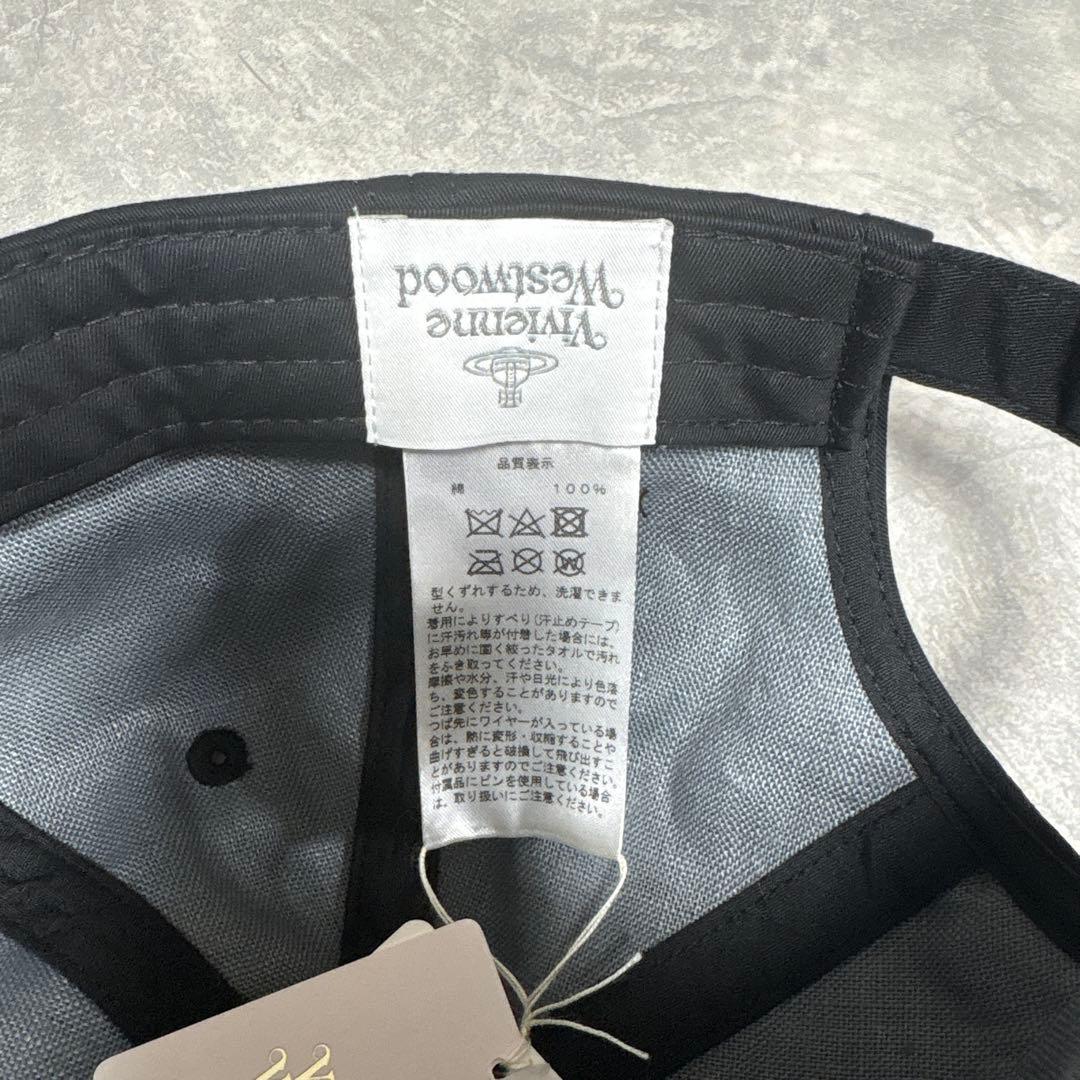 Vivienne
Westwood
品質表示
綿 100%
型くずれするため、洗濯できま
せん。
着用によりすべり(汗止めテープ)
に汗汚れ等が付着した場合には、
お早めに固く絞ったタオルで汚れ
をふき取ってください。
摩擦や水分、汗や日光により色落
ち、変色することがありますので
ご注意ください。
つば先にワイヤーが入っている場
合は、熱に変形・収縮することや
曲げすぎると破損して飛び出すこ
とがありますのでご注意ください。
付属品にピンを使用している場合
は、取り扱いにご注意ください。